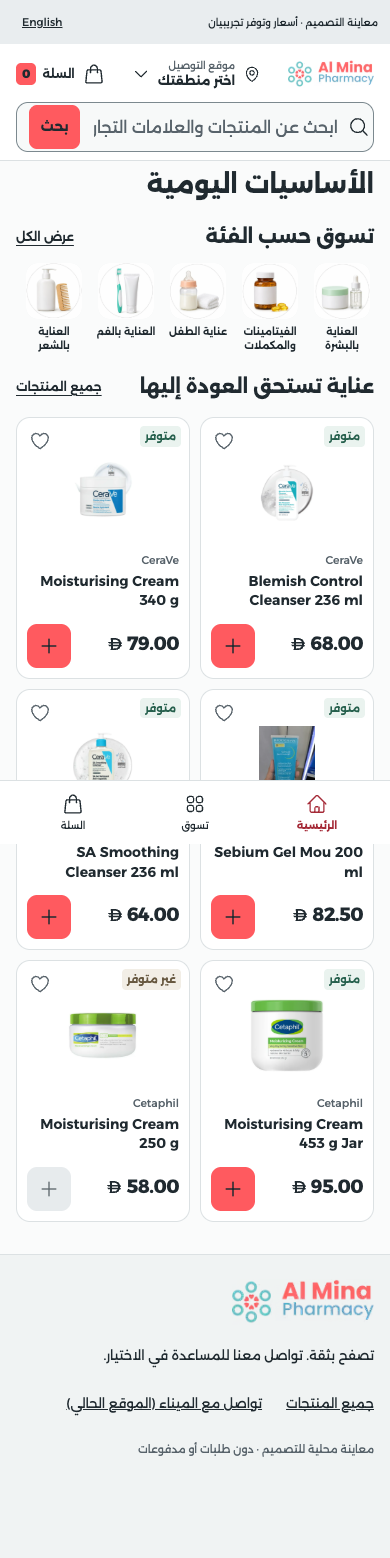 معاينة التصميم · أسعار وتوفر تجريبيان
English
Al Mina
Pharmacy
موقع التوصيل
اختر منطقتك
السلة
0
ابحث عن المنتجات والعلامات التجار
بحث
الأساسيات اليومية
تسوق حسب الفئة
عرض الكل
العناية بالبشرة
الفيتامينات والمكملات
عناية الطفل
العناية بالفم
العناية بالشعر
عناية تستحق العودة إليها
جميع المنتجات
متوفر
CeraVe
Blemish Control
Cleanser 236 ml
68.00
متوفر
CeraVe
CeraVe
Moisturising Cream
340 g
79.00
متوفر
Sebium Gel Mou 200
ml
82.50
متوفر
CeraVe
SA Smoothing
Cleanser 236 ml
64.00
الرئيسية
تسوق
السلة
متوفر
Cetaphil
Cetaphil
Moisturising Cream
453 g Jar
95.00
غير متوفر
Cetaphil
Cetaphil
Moisturising Cream
250 g
58.00
Al Mina
Pharmacy
تصفح بثقة. تواصل معنا للمساعدة في الاختيار.
جميع المنتجات
تواصل مع الميناء (الموقع الحالي)
معاينة محلية للتصميم · دون طلبات أو مدفوعات